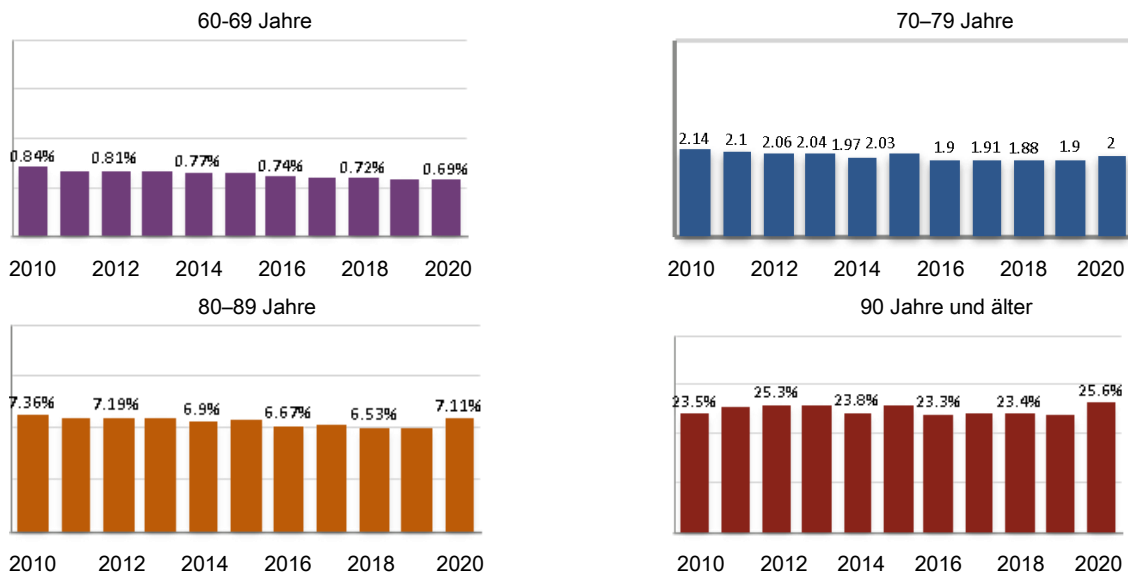 60-69 Jahre
0.84% 0.81% 0.77% 0.74% 0.72% 0.69%
2010 2012 2014 2016 2018 2020
70–79 Jahre
2.14 2.1 2.06 2.04 1.97 2.03 1.9 1.91 1.88 1.9 2
2010 2012 2014 2016 2018 2020
80–89 Jahre
7.36% 7.19% 6.9% 6.67% 6.53% 7.11%
2010 2012 2014 2016 2018 2020
90 Jahre und älter
23.5% 25.3% 23.8% 23.3% 23.4% 25.6%
2010 2012 2014 2016 2018 2020